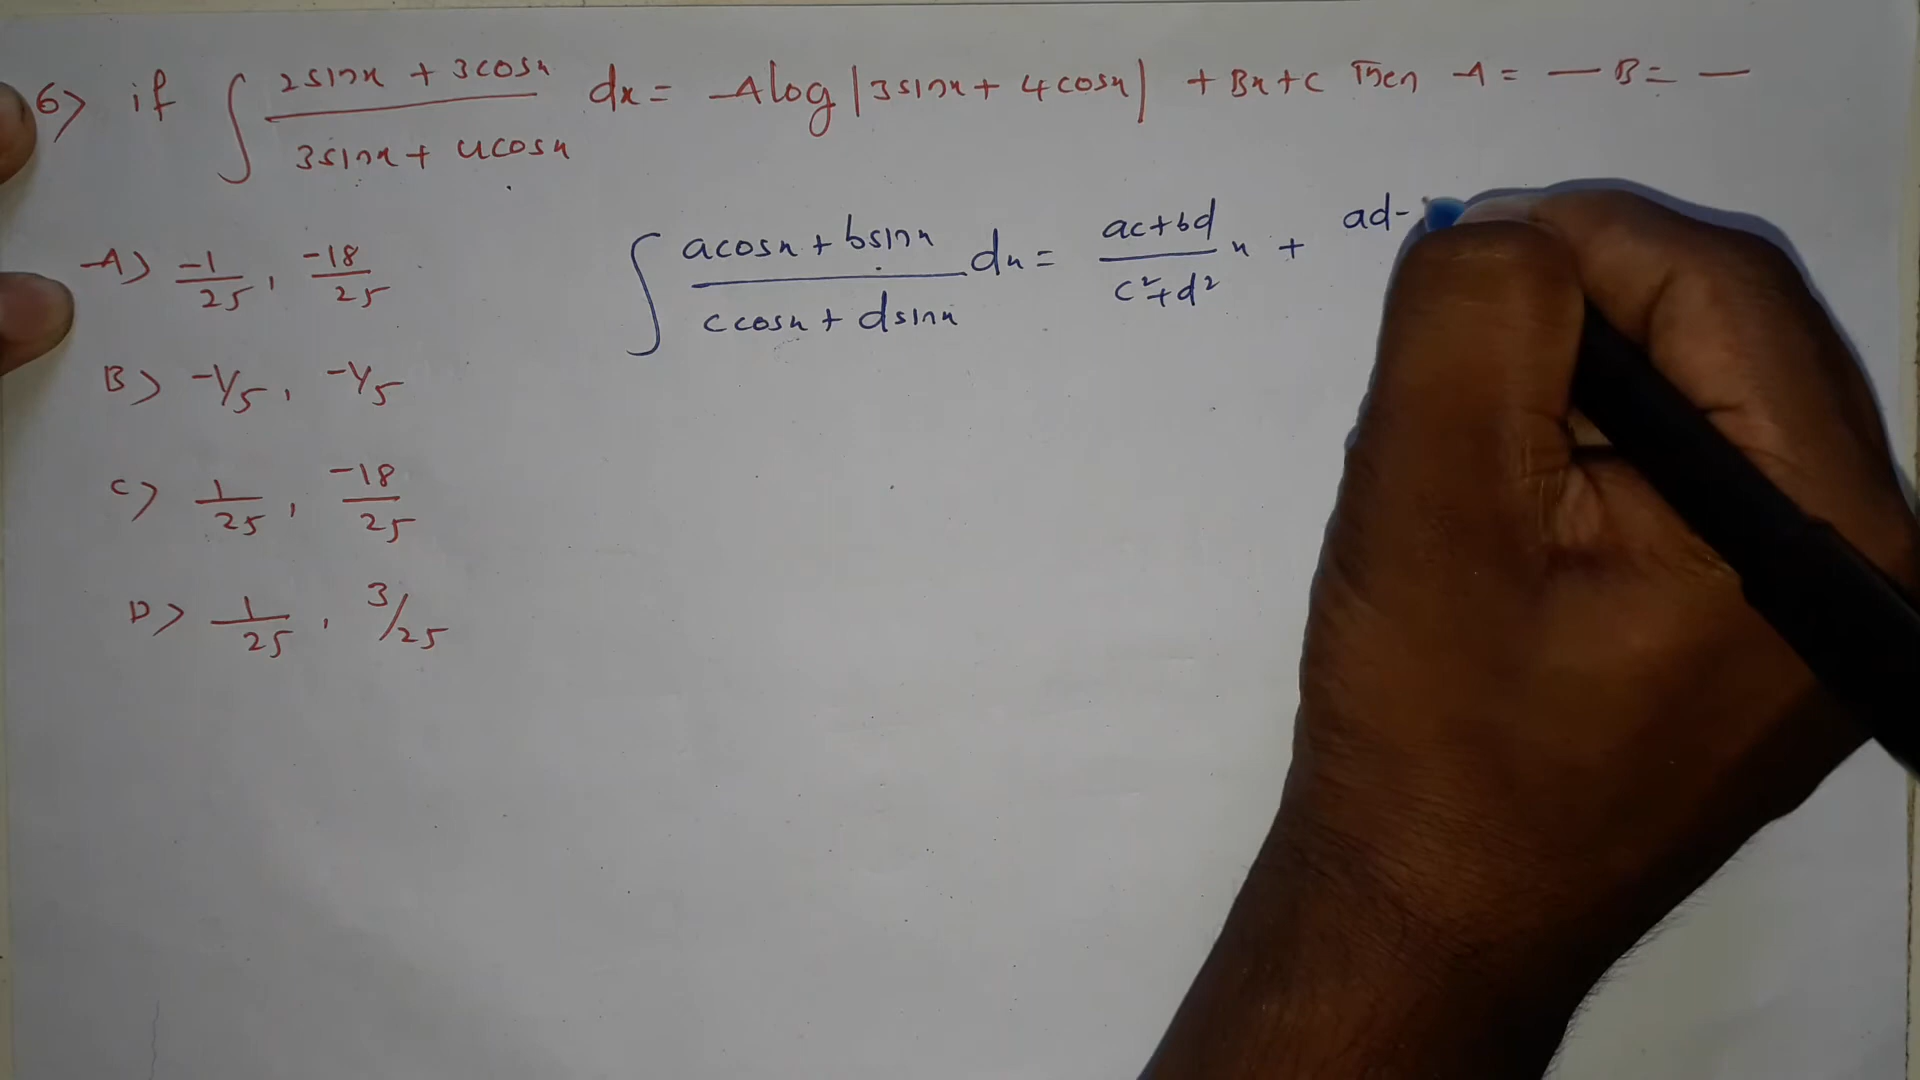 6) if ∫ (2sinx + 3cosx)/(3sinx + 4cosx) dx = A log |3sinx + 4cosx| + Bx + C Then A = — B = —
∫ (acosx + bsinx)/(ccosx + dsinx) dx = (ac+bd)/(c²+d²) x + ad-
A) -1/25, -18/25
B) -1/5, -1/5
C) 1/25, -18/25
D) 1/25, 3/25